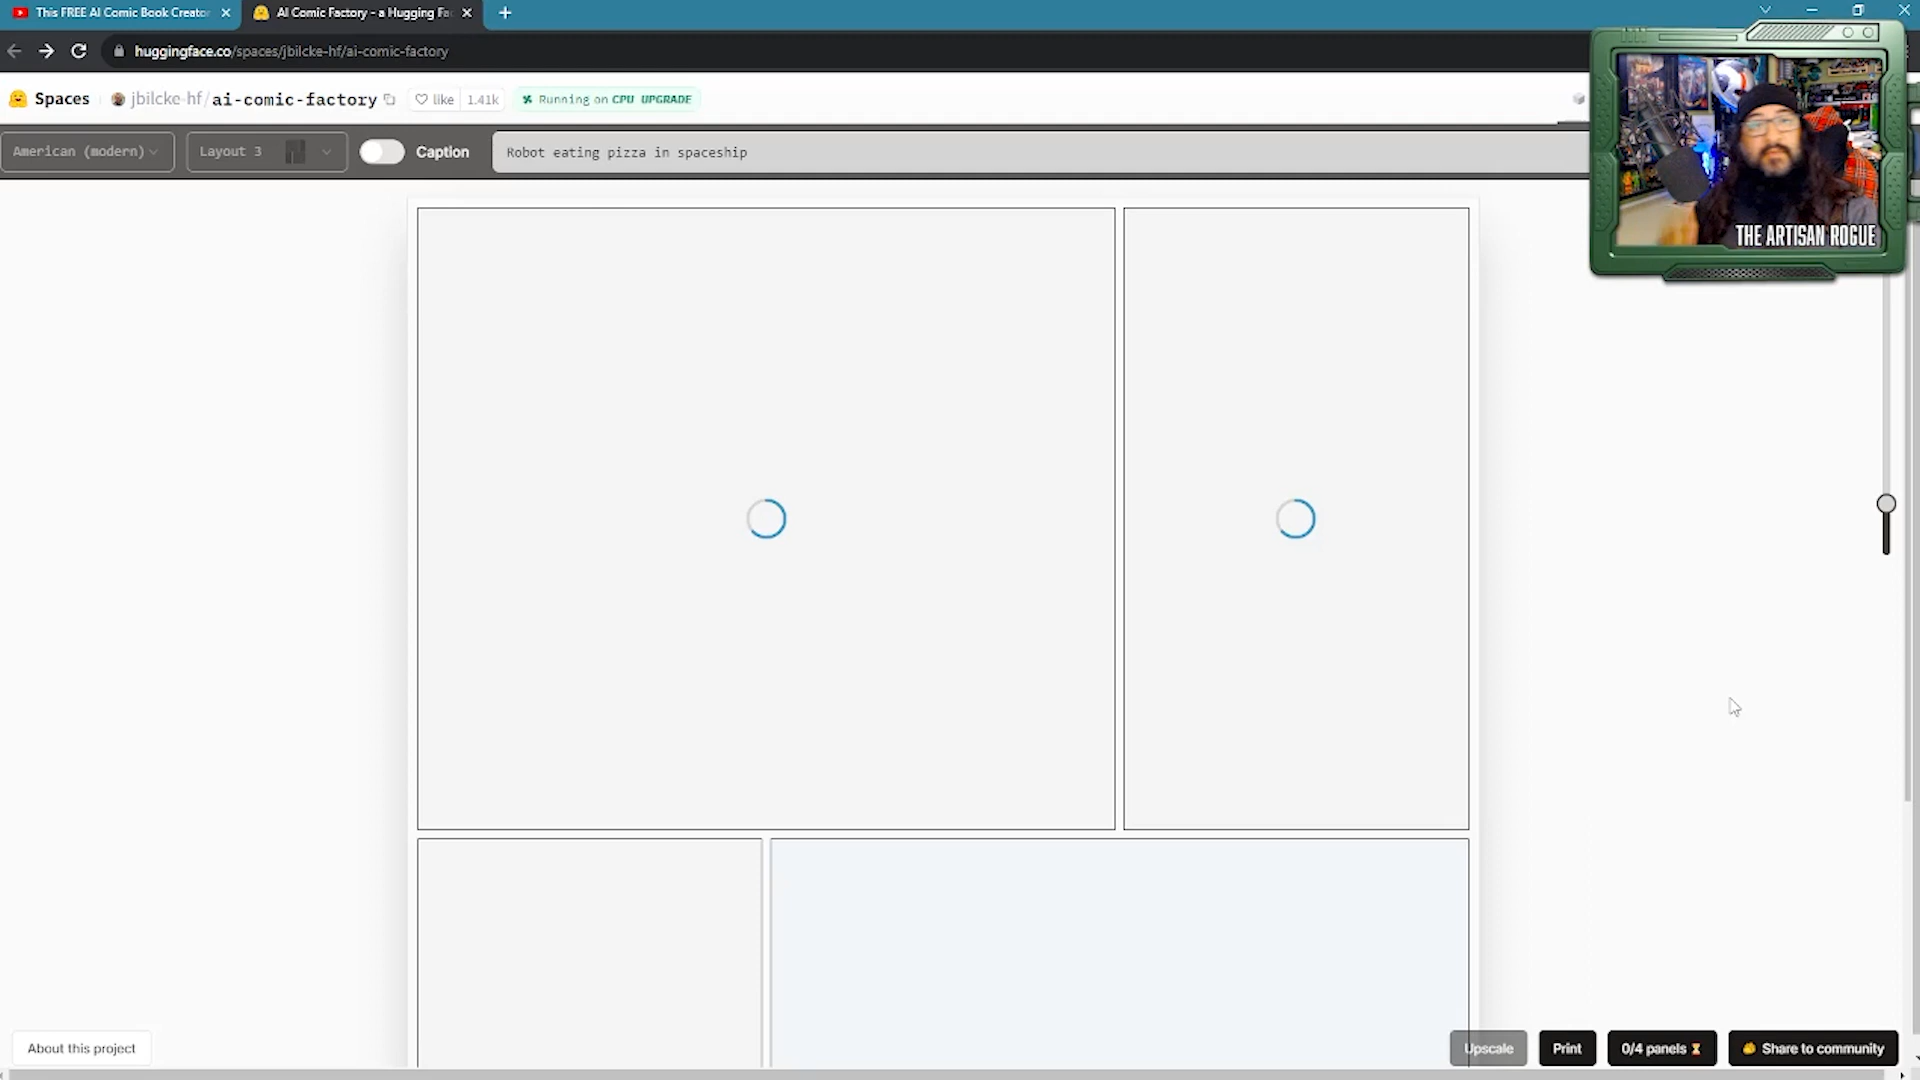 This FREE AI Comic Book Creator
AI Comic Factory - a Hugging Fa
huggingface.co/spaces/jbilcke-hf/ai-comic-factory
Spaces jbilcke-hf/ai-comic-factory like 1.41k Running on CPU UPGRADE
American (modern) Layout 3 Caption Robot eating pizza in spaceship
THE ARTISAN ROGUE
About this project Upscale Print 0/4 panels Share to community